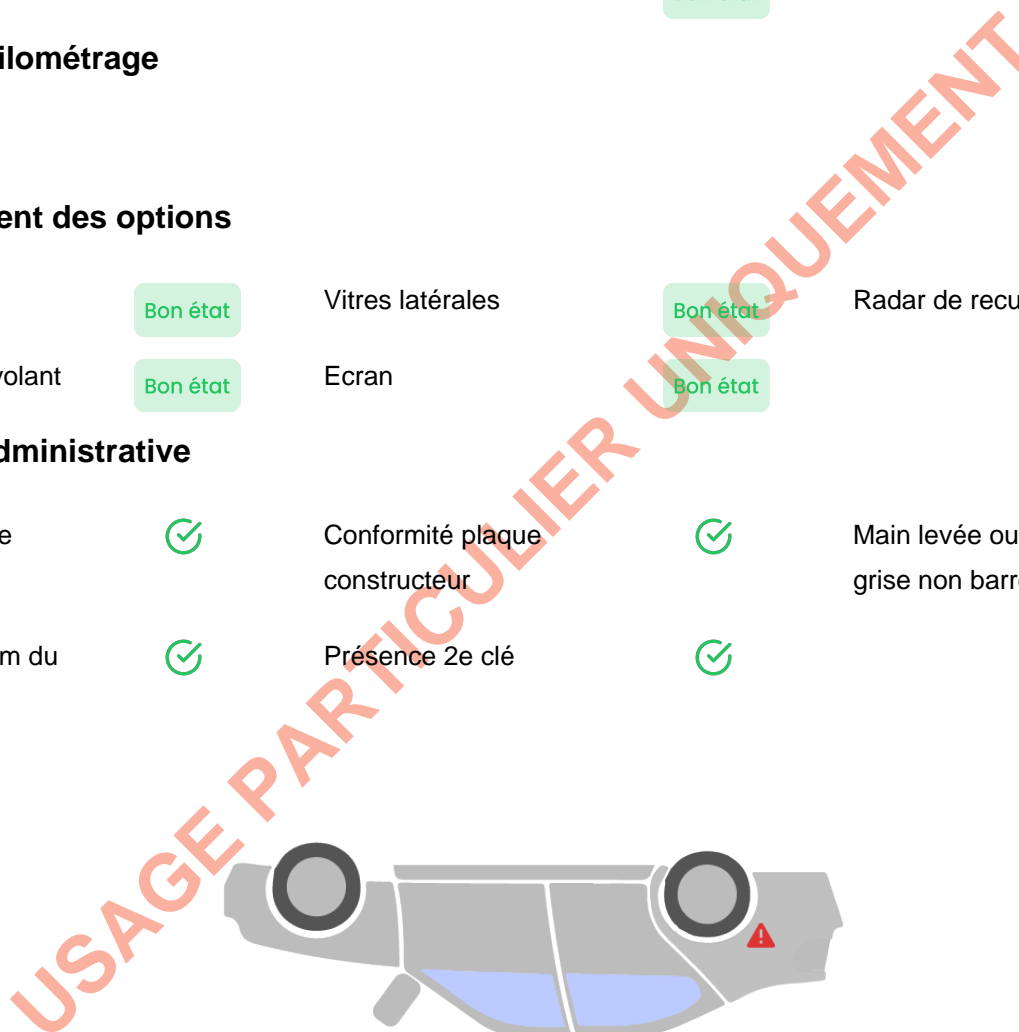 ilométrage
ent des options
Bon état Vitres latérales Bon état Radar de recu
volant Bon état Ecran Bon état
dministrative
e Conformité plaque Main levée ou
constructeur grise non barr
m du Présence 2e clé
USAGE PARTICULIER UNIQUEMENT